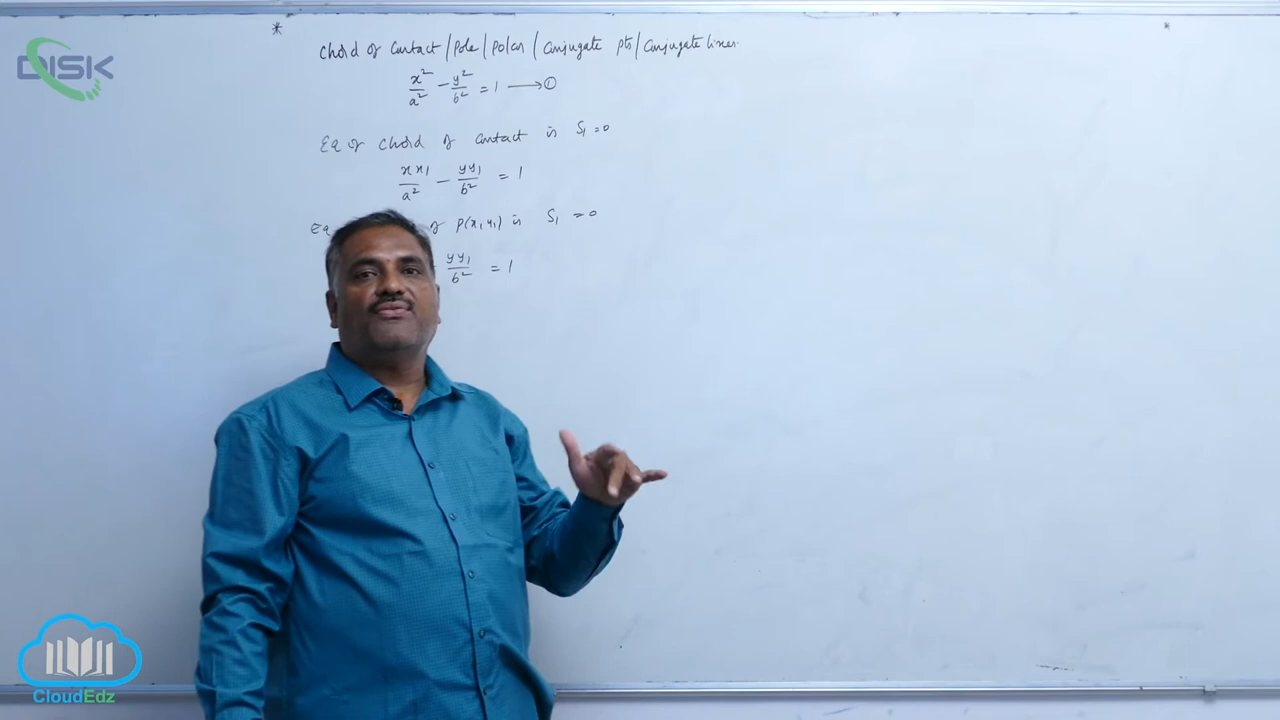 DISK
* *
Chord of Contact / Pole / Polar / Conjugate pts / Conjugate lines.
x²/a² - y²/b² = 1 → ①
Eq of chord of contact is S₁ = 0
xx₁/a² - yy₁/b² = 1
Eq of P(x₁,y₁) is S₁ = 0
yy₁/b² = 1
CloudEdz